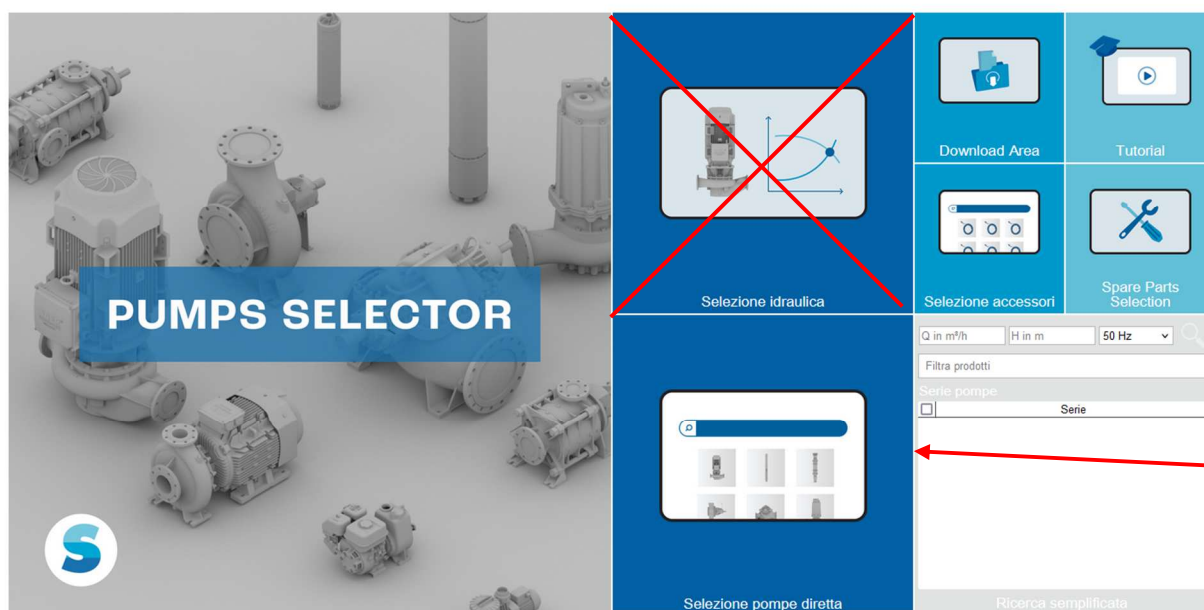 PUMPS SELECTOR
Selezione idraulica
Download Area
Tutorial
Selezione accessori
Spare Parts
Selection
Q in m³/h
H in m
50 Hz
Filtra prodotti
Serie pompe
Serie
Selezione pompe diretta
Ricerca semplificata